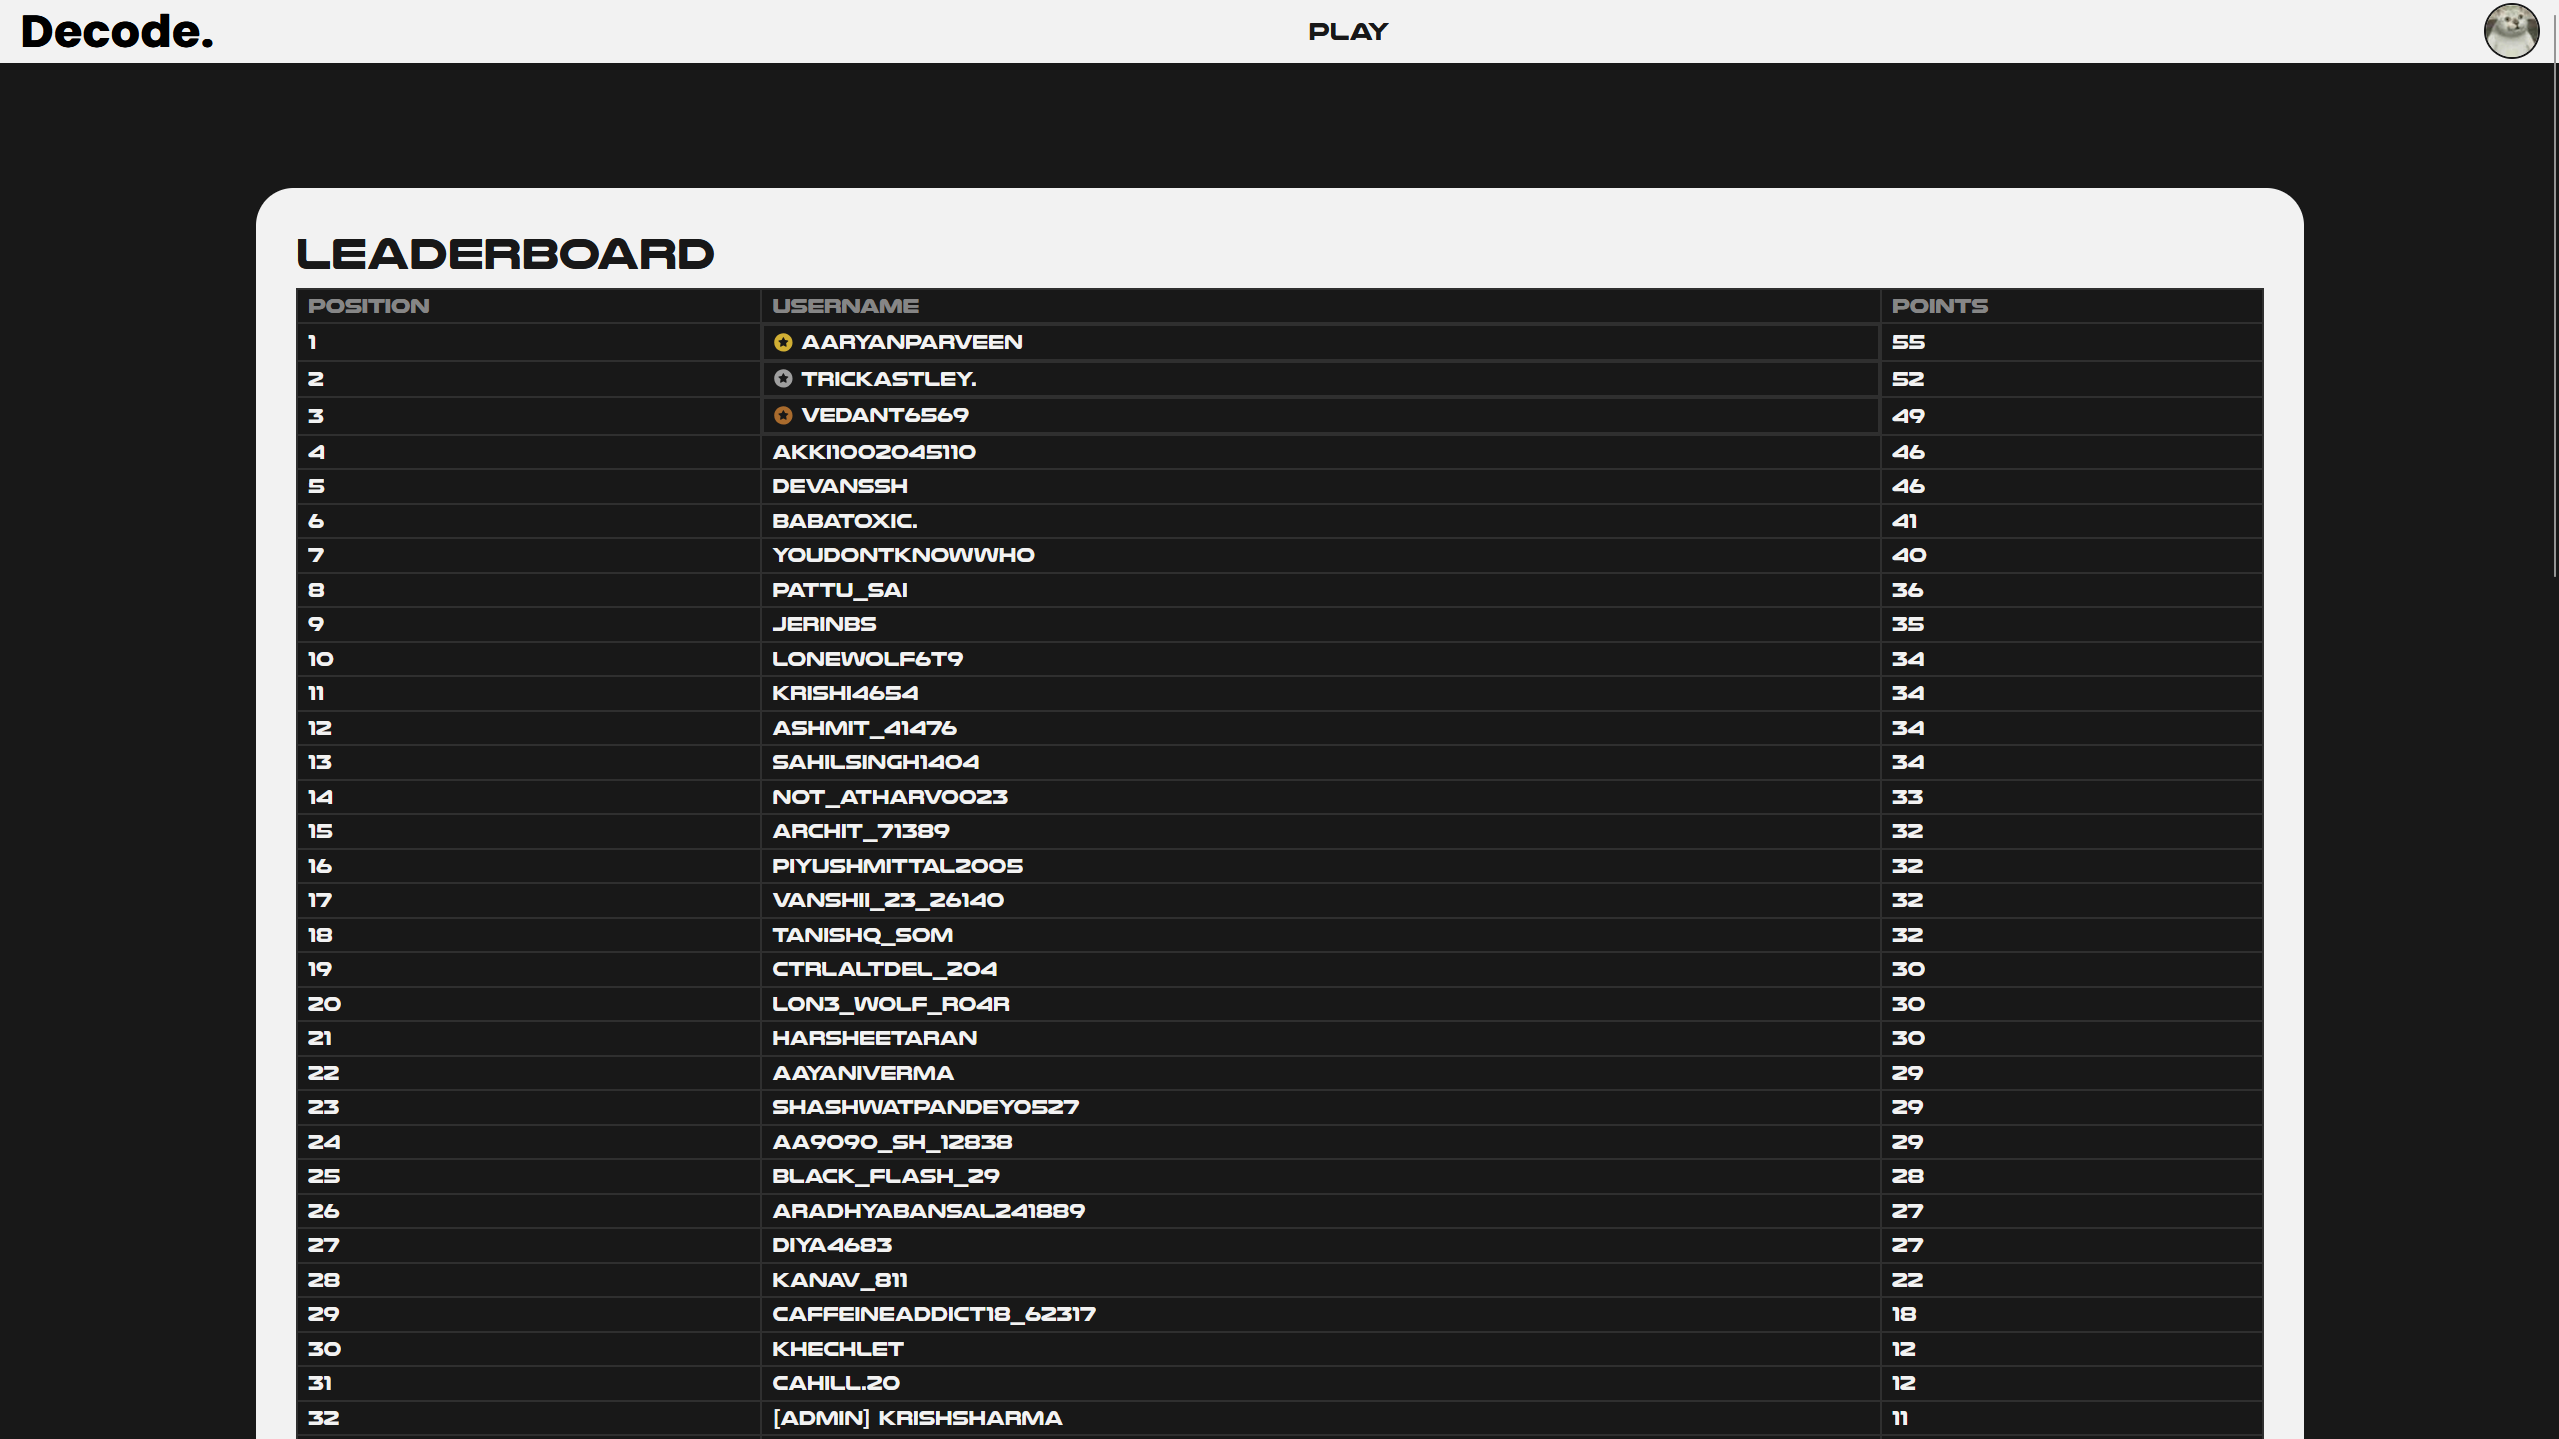 Decode.
PLAY
LEADERBOARD
POSITION USERNAME POINTS
1 AARYANPARVEEN 55
2 TRICKASTLEY. 52
3 VEDANT6569 49
4 AKKI1002045110 46
5 DEVANSSH 46
6 BABATOXIC. 41
7 YOUDONTKNOWWHO 40
8 PATTU_SAI 36
9 JERINBS 35
10 LONEWOLF6T9 34
11 KRISHI4654 34
12 ASHMIT_41476 34
13 SAHILSINGH1404 34
14 NOT_ATHARV0023 33
15 ARCHIT_71389 32
16 PIYUSHMITTAL2005 32
17 VANSHII_23_26140 32
18 TANISHQ_SOM 32
19 CTRLALTDEL_204 30
20 LON3_WOLF_R04R 30
21 HARSHEETARAN 30
22 AAYANIVERMA 29
23 SHASHWATPANDEY0527 29
24 AA9090_SH_12838 29
25 BLACK_FLASH_29 28
26 ARADHYABANSAL241889 27
27 DIYA4683 27
28 KANAV_811 22
29 CAFFEINEADDICT18_62317 18
30 KHECHLET 12
31 CAHILL.20 12
32 [ADMIN] KRISHSHARMA 11